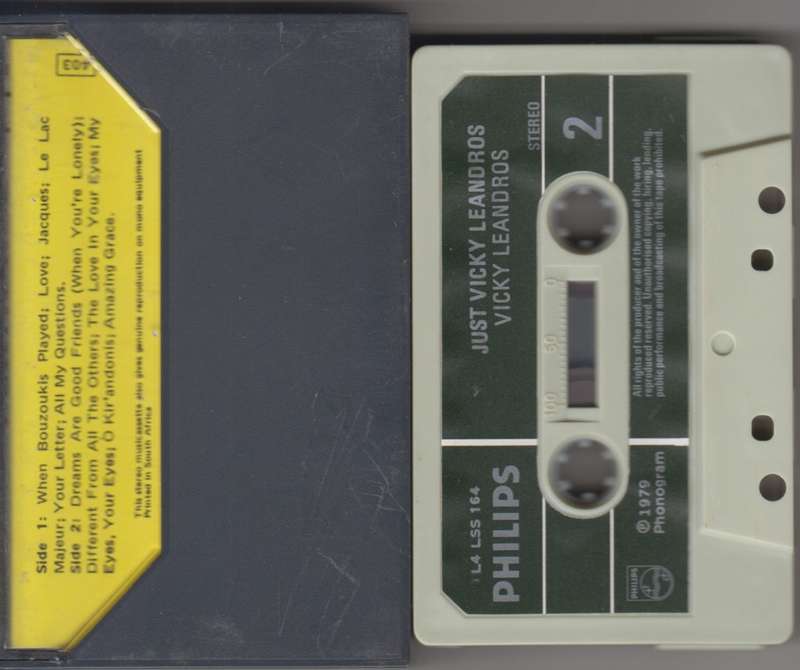 403
Side 1: When Bouzoukis Played; Love; Jacques; Le Lac
Majeur; Your Letter; All My Questions.
Side 2: Dreams Are Good Friends (When You're Lonely);
Different From All The Others; The Love In Your Eyes; My
Eyes, Your Eyes; O Kir'andonis; Amazing Grace.
This stereo musicassette also gives genuine reproduction on mono equipment
Printed in South Africa
JUST VICKY LEANDROS
VICKY LEANDROS
STEREO
2
L4 LSS 164
PHILIPS
100 50 0
All rights of the producer and of the owner of the work
reproduced reserved. Unauthorised copying, hiring, lending,
public performance and broadcasting of this tape prohibited.
℗ 1979
Phonogram
PHILIPS